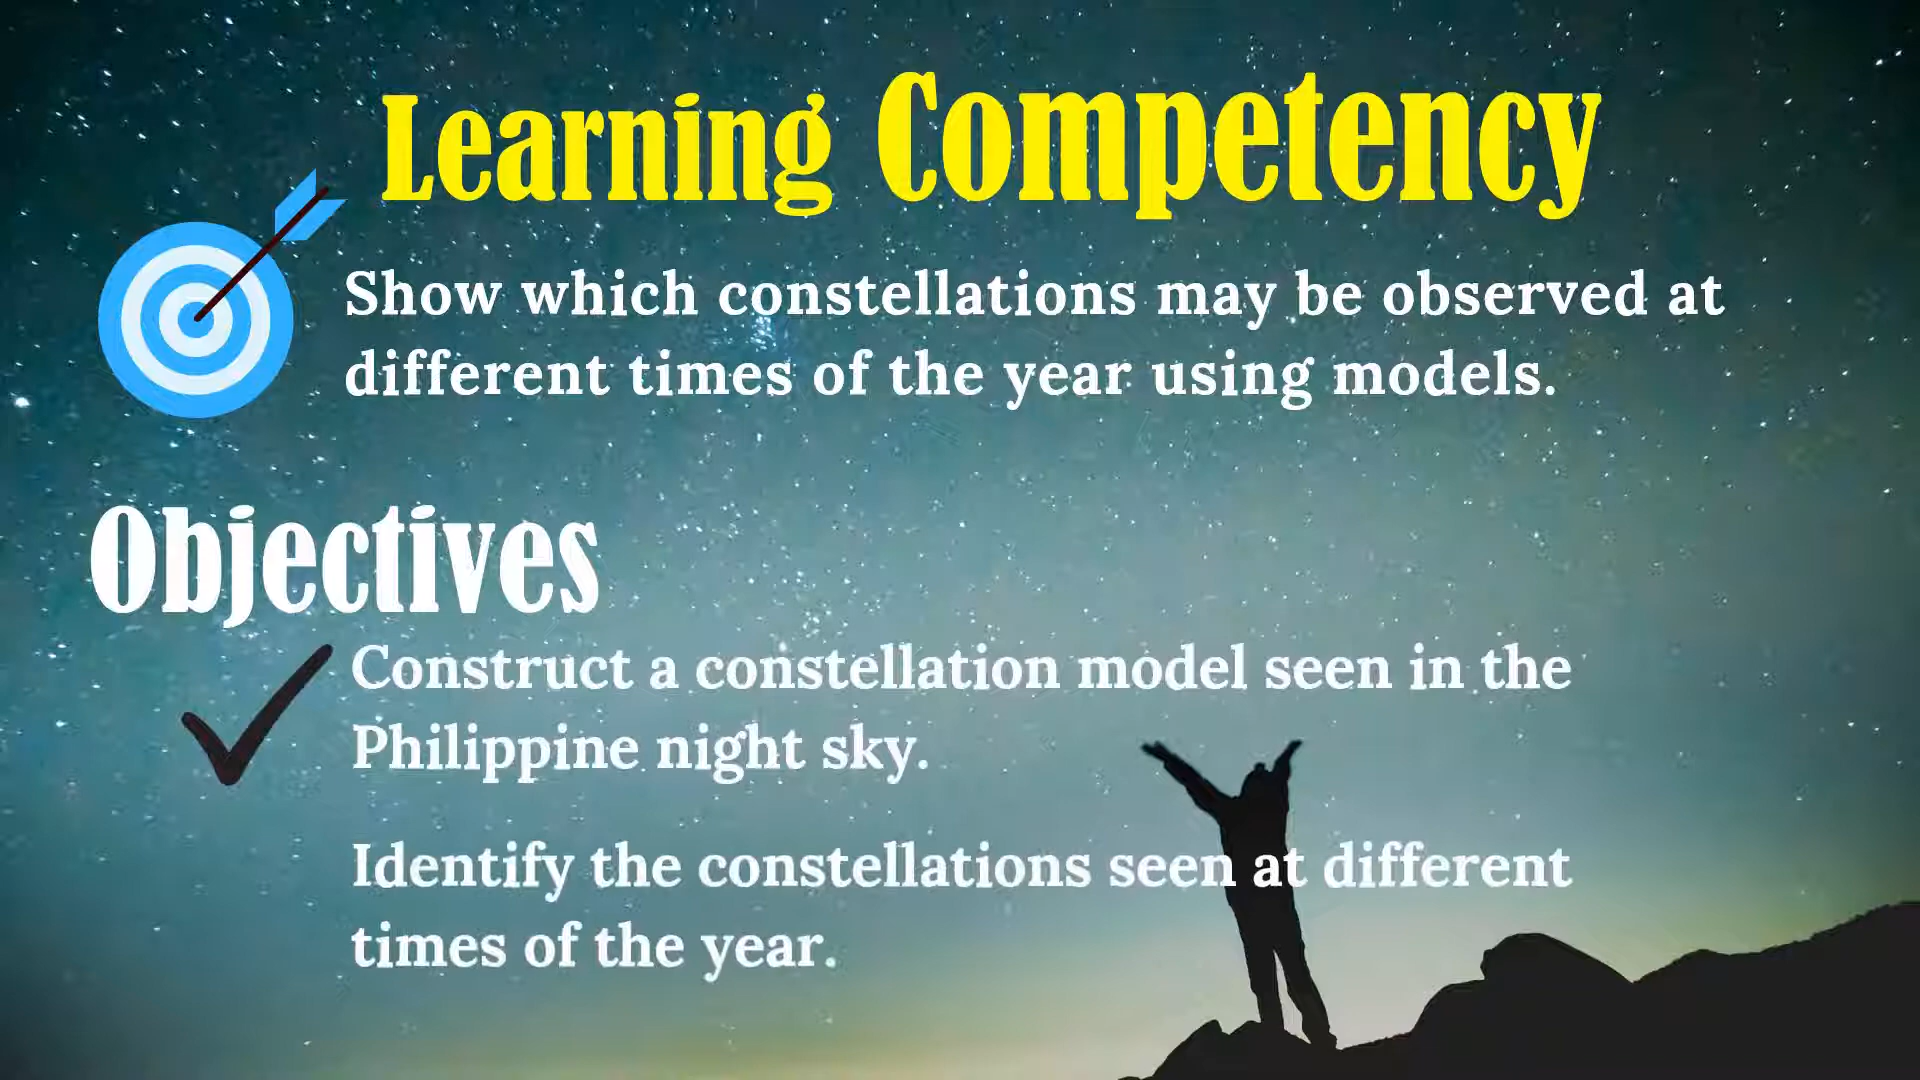 Learning Competency
Show which constellations may be observed at
different times of the year using models.
Objectives
Construct a constellation model seen in the
Philippine night sky.
Identify the constellations seen at different
times of the year.